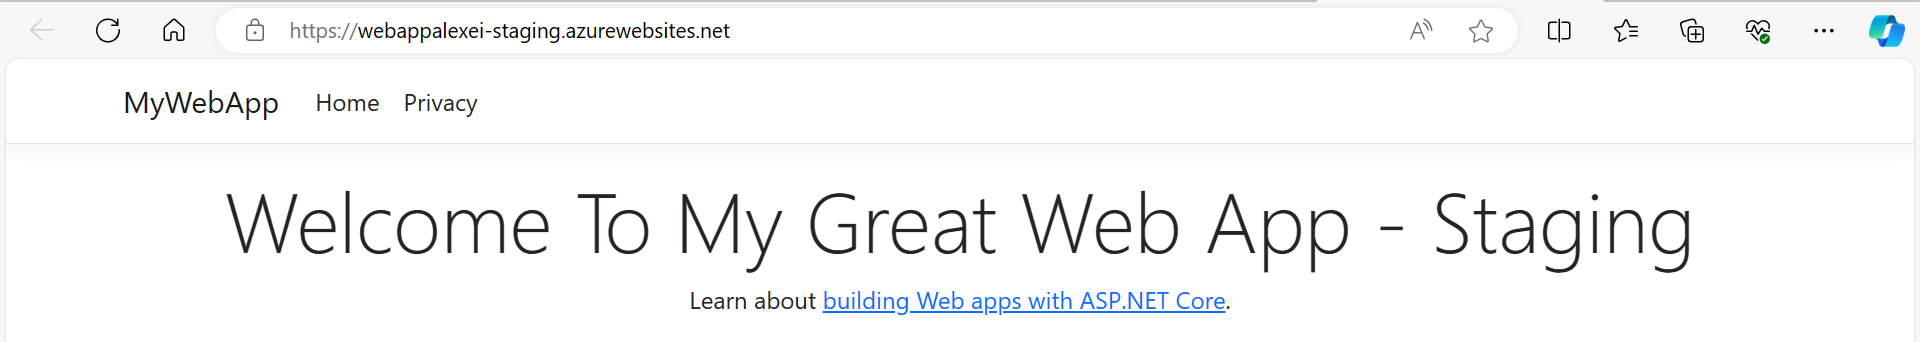 https://webappalexei-staging.azurewebsites.net
MyWebApp Home Privacy
Welcome To My Great Web App - Staging
Learn about building Web apps with ASP.NET Core.